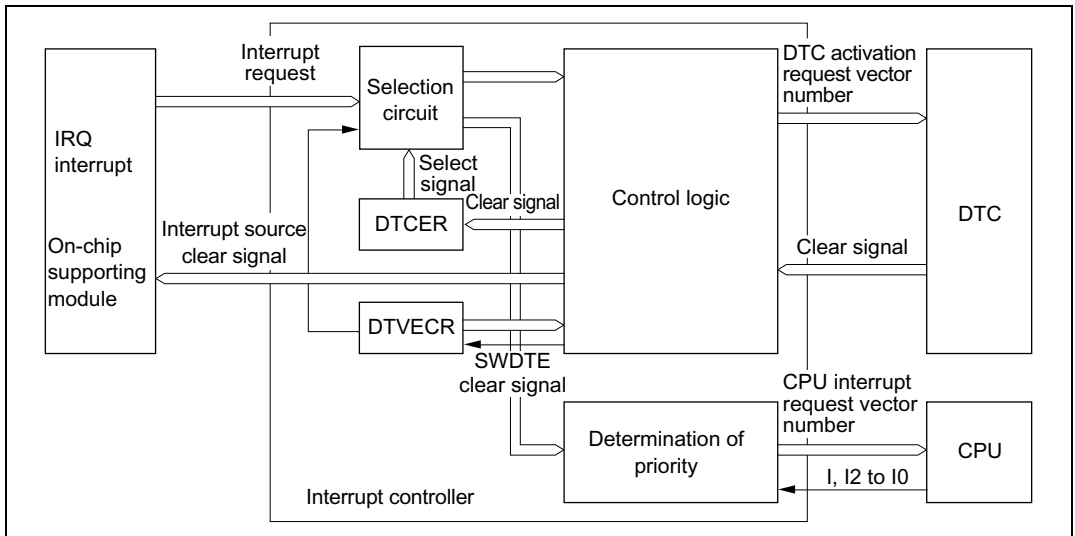 Interrupt
request
DTC activation
request vector
number
Selection
circuit
IRQ
interrupt
Select
signal
Control logic
DTC
DTCER
Clear signal
Interrupt source
clear signal
On-chip
supporting
module
Clear signal
DTVECR
SWDTE
clear signal
CPU interrupt
request vector
number
Determination of
priority
CPU
I, I2 to I0
Interrupt controller